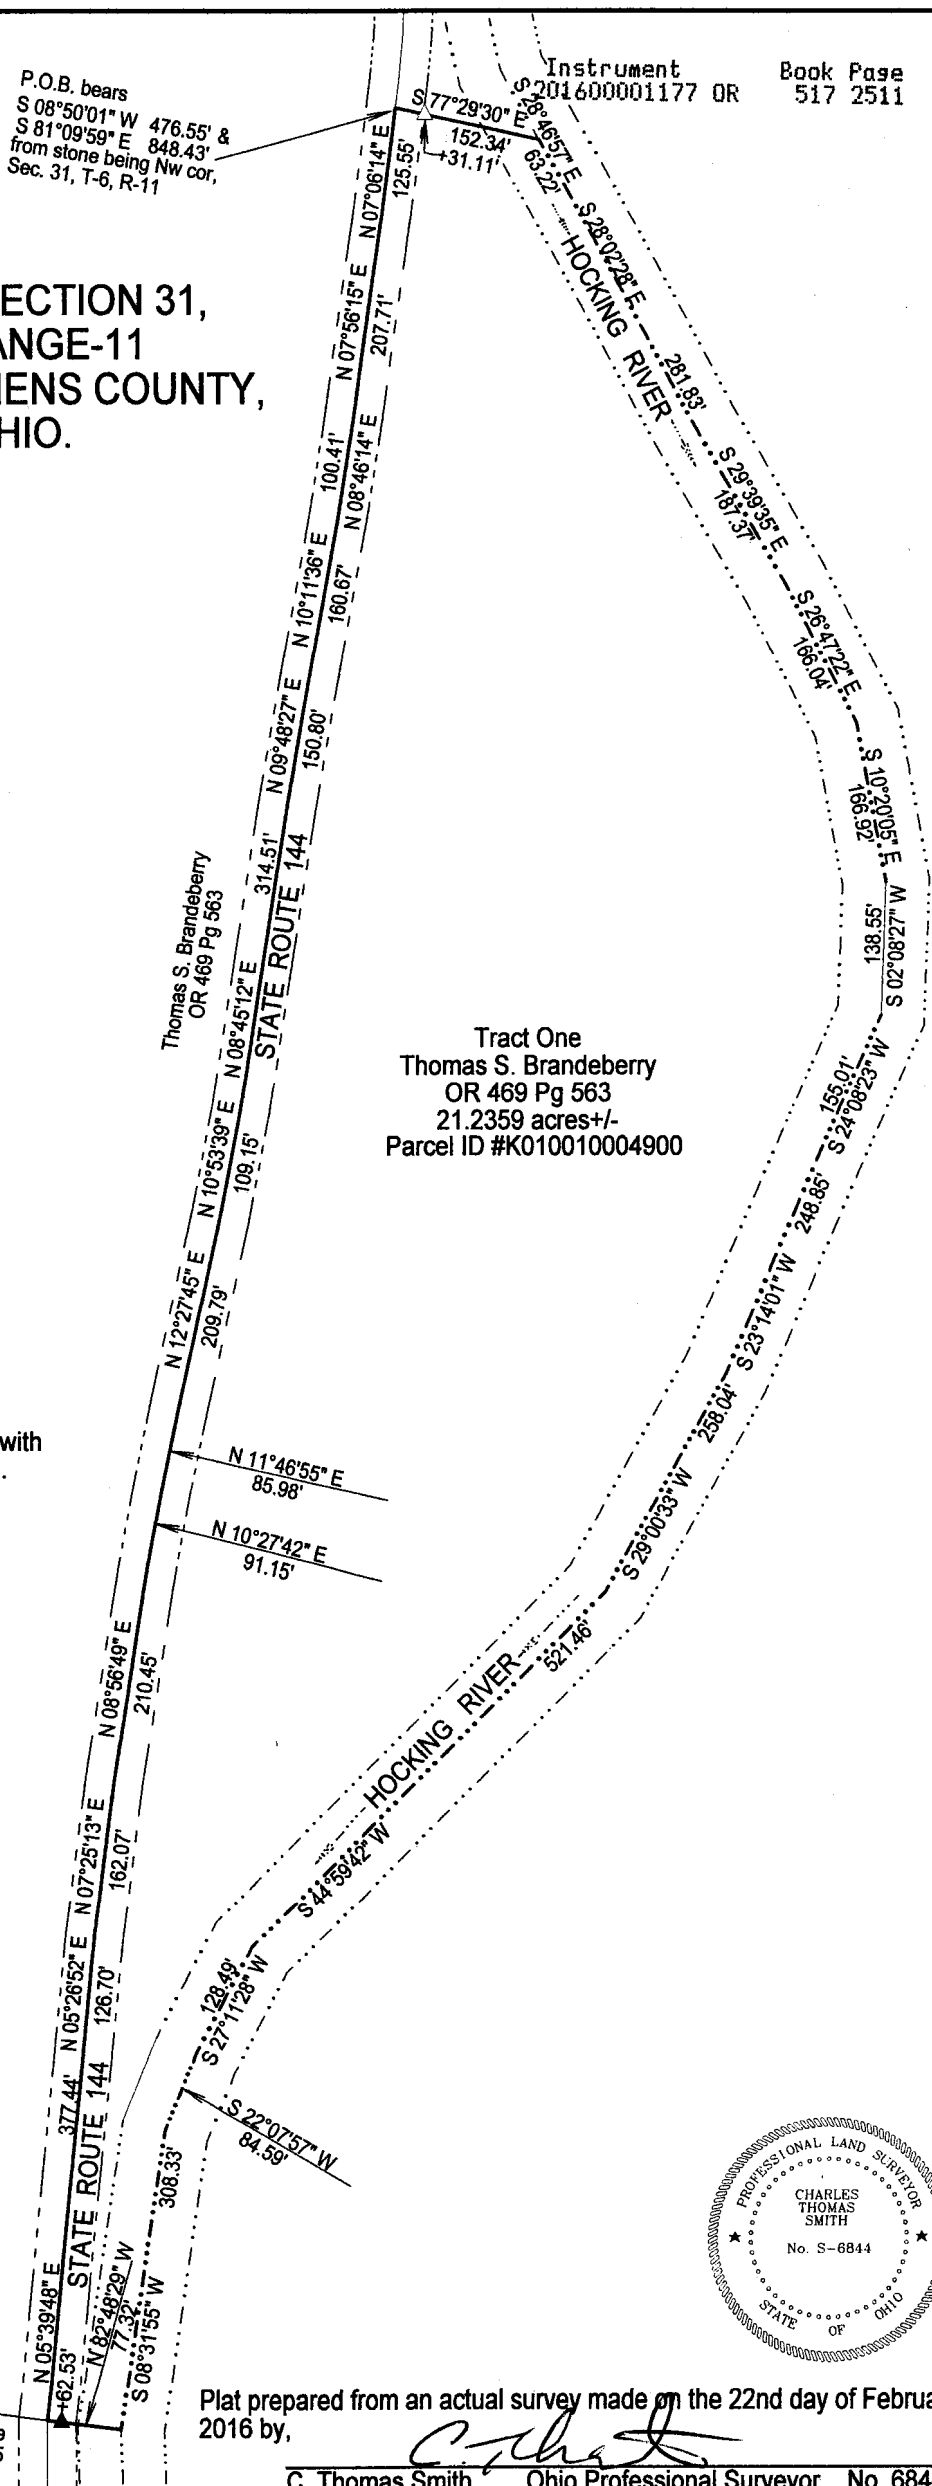 Instrument Book Page
201600001177 OR 517 2511
P.O.B. bears
S 08°50'01" W 476.55' &
S 81°09'59" E 848.43'
from stone being Nw cor,
Sec. 31, T-6, R-11
S 77°29'30" E
152.34'
+31.11'
S 28°46'57" E
63.22'
N 07°06'14" E
125.55'
S 28°02'28" E
281.83'
HOCKING RIVER
ECTION 31,
ANGE-11
HENS COUNTY,
HIO.
N 07°56'15" E
207.71'
N 08°46'14" E
100.41'
S 29°39'35" E
187.37'
N 10°11'36" E
160.67'
S 26°47'22" E
166.04'
N 09°48'27" E
150.80'
S 10°20'05" E
166.92'
N 08°45'12" E
314.51'
STATE ROUTE 144
Thomas S. Brandeberry
OR 469 Pg 563
S 02°08'27" W
138.55'
Tract One
Thomas S. Brandeberry
OR 469 Pg 563
21.2359 acres+/-
Parcel ID #K010010004900
155.01'
S 24°08'23" W
N 10°53'39" E
109.15'
248.85'
S 23°14'01" W
N 12°27'45" E
209.79'
258.04'
S 29°00'33" W
with
.
N 11°46'55" E
85.98'
N 10°27'42" E
91.15'
521.46'
S 44°59'42" W
HOCKING RIVER
N 08°56'49" E
210.45'
N 07°25'13" E
162.07'
N 05°26'52" E
126.70'
128.49'
S 27°11'28" W
S 22°07'57" W
84.59'
308.33'
S 08°31'55" W
377.44'
N 05°39'48" E
STATE ROUTE 144
N 82°48'29" W
77.32'
+62.53'
PROFESSIONAL LAND SURVEYOR
CHARLES
THOMAS
SMITH
No. S-6844
STATE OF OHIO
Plat prepared from an actual survey made on the 22nd day of Februa
2016 by,
C. Thomas Smith Ohio Professional Surveyor No. 684